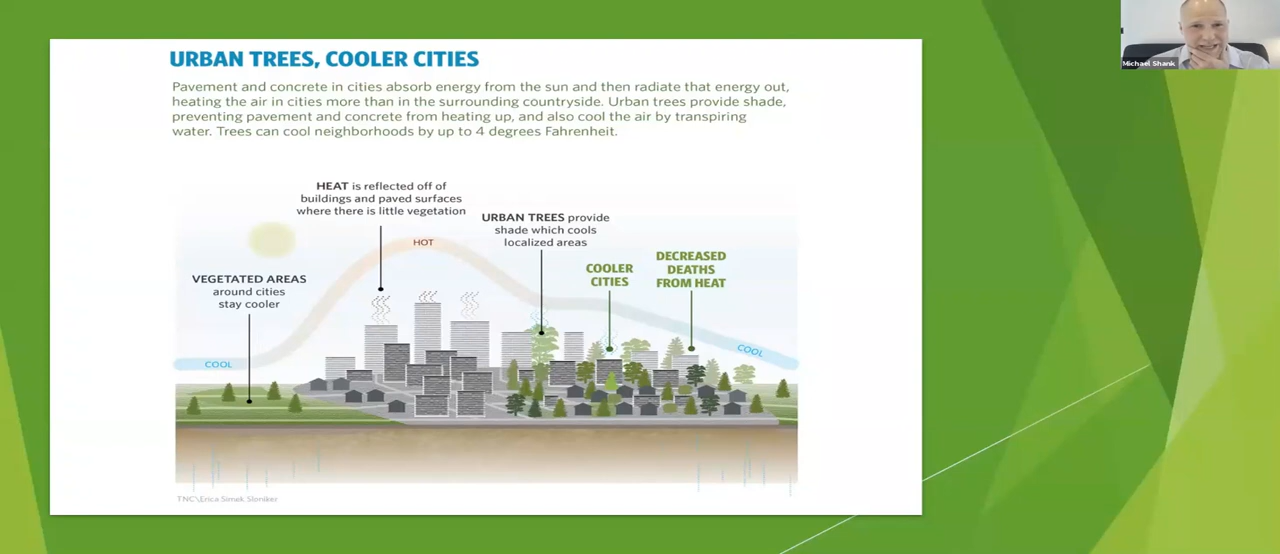 Michael Shank
URBAN TREES, COOLER CITIES
Pavement and concrete in cities absorb energy from the sun and then radiate that energy out,
heating the air in cities more than in the surrounding countryside. Urban trees provide shade,
preventing pavement and concrete from heating up, and also cool the air by transpiring
water. Trees can cool neighborhoods by up to 4 degrees Fahrenheit.
HEAT is reflected off of
buildings and paved surfaces
where there is little vegetation
URBAN TREES provide
shade which cools
localized areas
HOT
DECREASED
DEATHS
FROM HEAT
COOLER
CITIES
VEGETATED AREAS
around cities
stay cooler
COOL
COOL
TNC\Erica Simek Sloniker